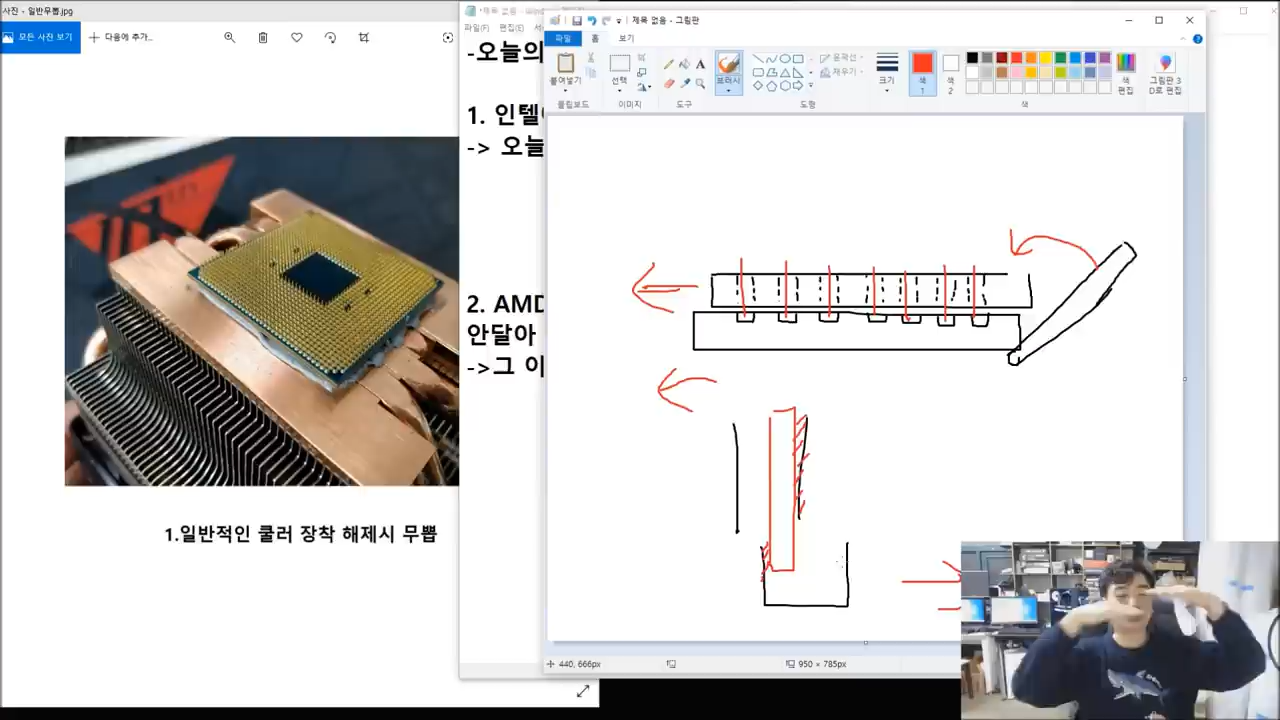 사진 - 일반무뽑.jpg
모든 사진 보기
다음에 추가..
1.일반적인 쿨러 장착 해제시 무뽑
파일(F) 편집(E)
-오늘의
1. 인텔
-> 오늘
2. AMD
안달아
->그 이
제목 없음 - 그림판
파일 홈 보기
붙여넣기
선택
브러시
윤곽선
채우기
크기
색
1
색
2
색
편집
그림판 3
D로 편집
클립보드 이미지 도구 도형 색
440, 666px
950 × 785px